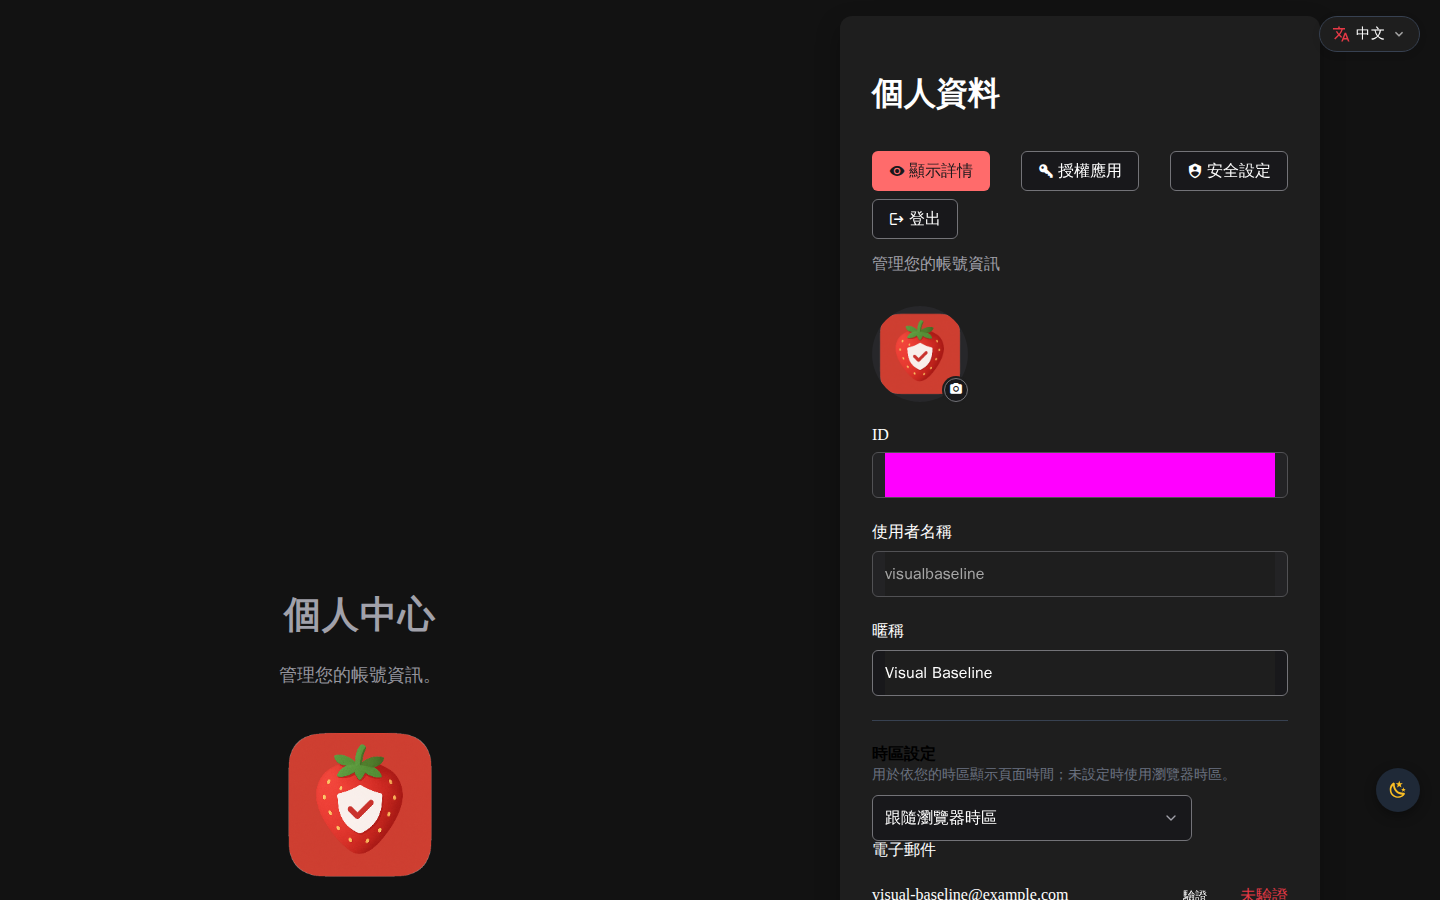 中文
個人資料
顯示詳情
授權應用
安全設定
登出
管理您的帳號資訊
ID
使用者名稱
visualbaseline
暱稱
Visual Baseline
時區設定
用於依您的時區顯示頁面時間；未設定時使用瀏覽器時區。
跟隨瀏覽器時區
電子郵件
visual-baseline@example.com
驗證
未驗證
個人中心
管理您的帳號資訊。